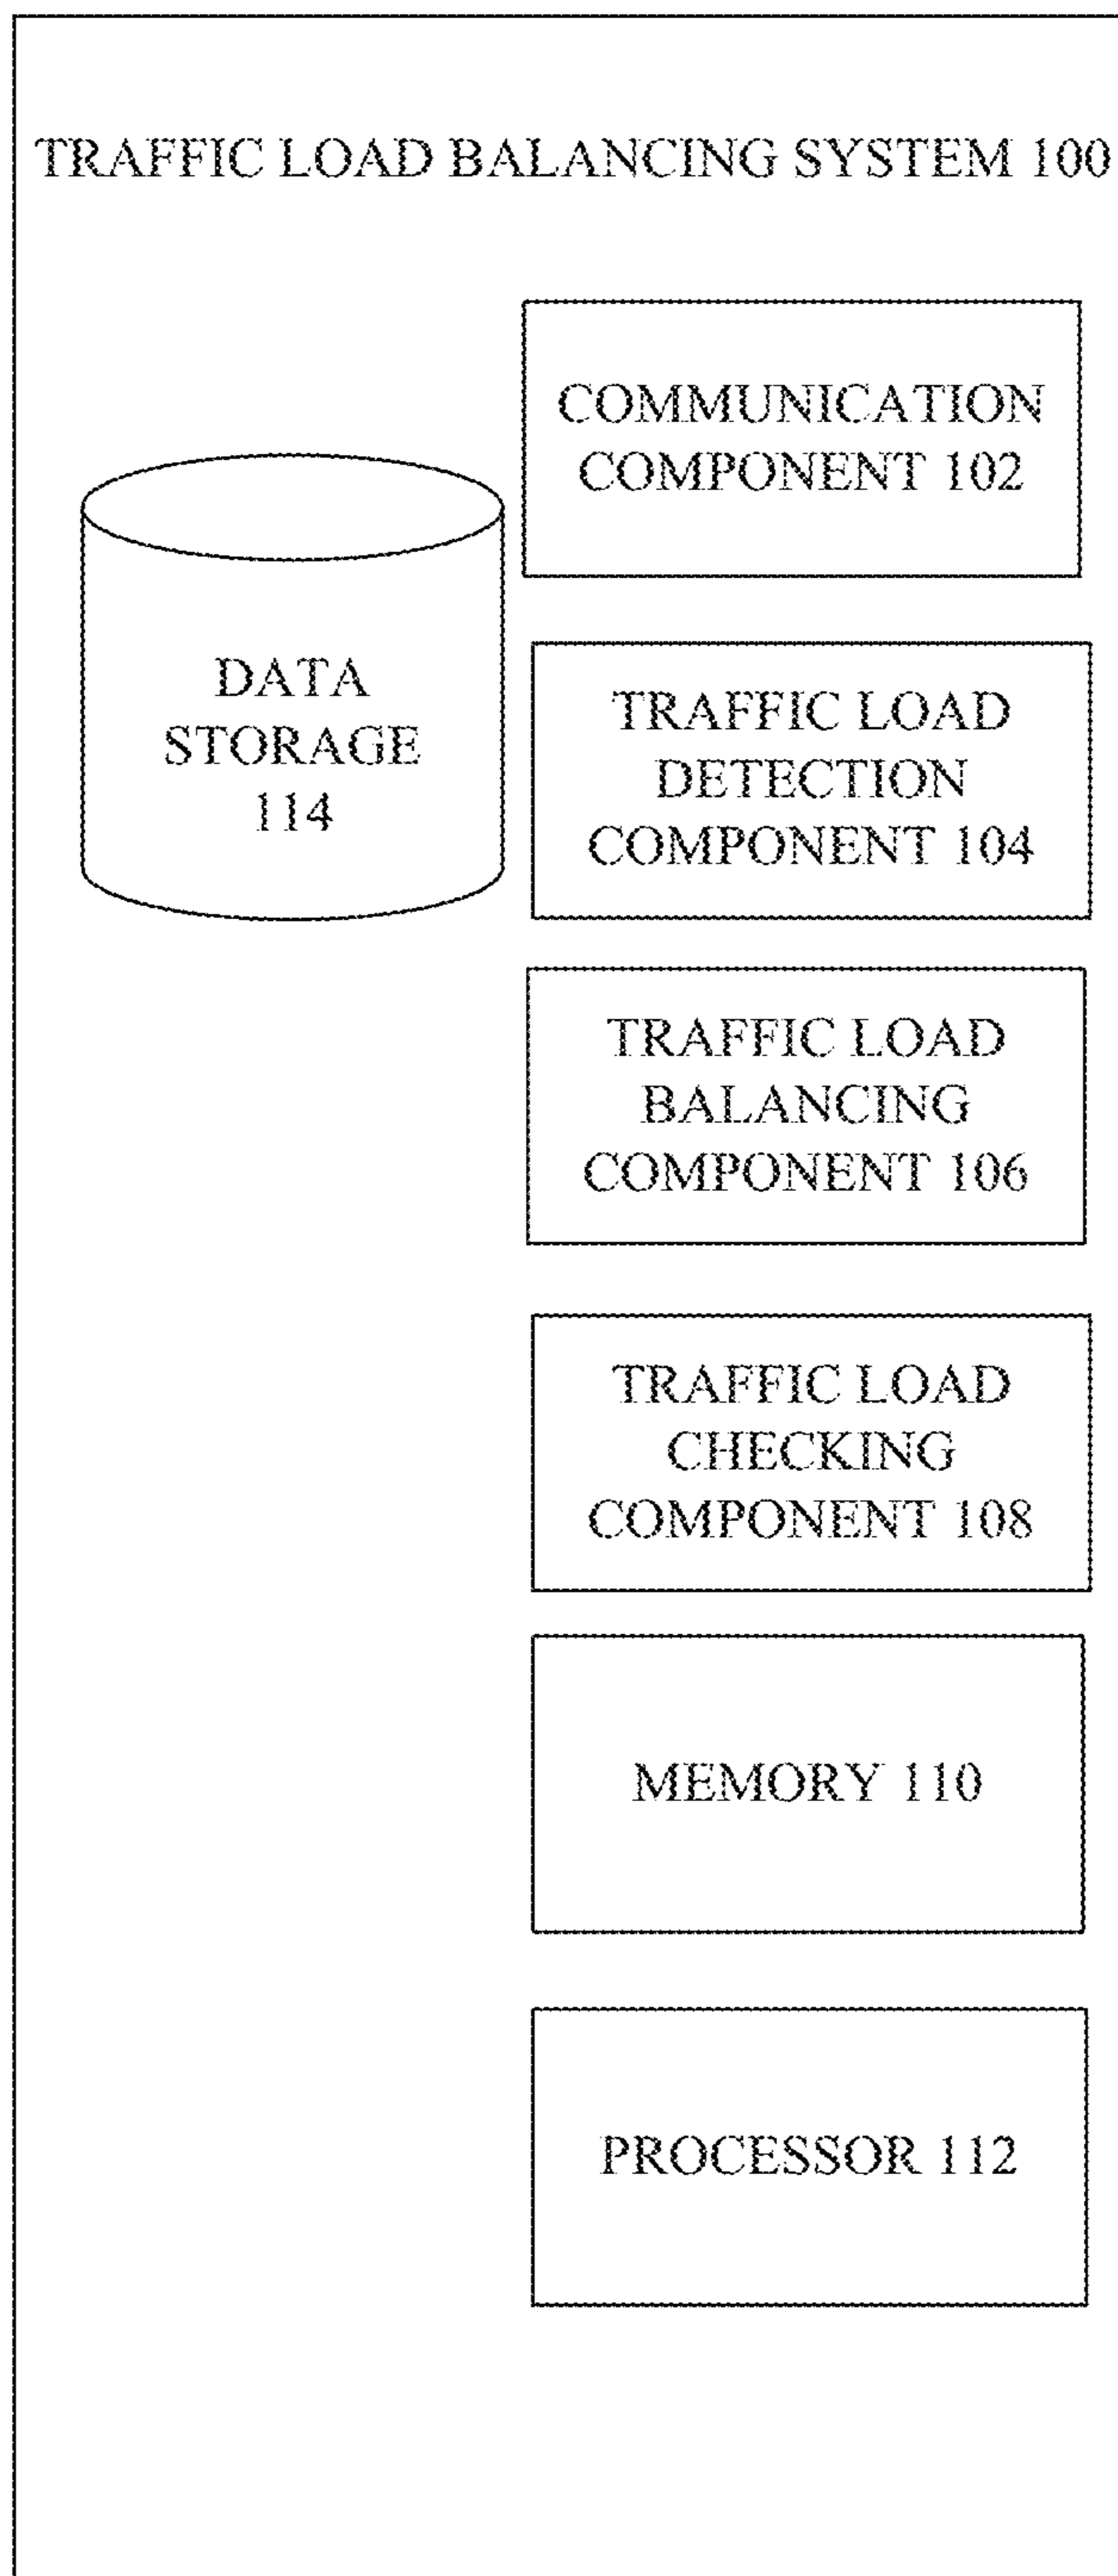 TRAFFIC LOAD BALANCING SYSTEM 100
COMMUNICATION
COMPONENT 102
DATA
STORAGE
114
TRAFFIC LOAD
DETECTION
COMPONENT 104
TRAFFIC LOAD
BALANCING
COMPONENT 106
TRAFFIC LOAD
CHECKING
COMPONENT 108
MEMORY 110
PROCESSOR 112